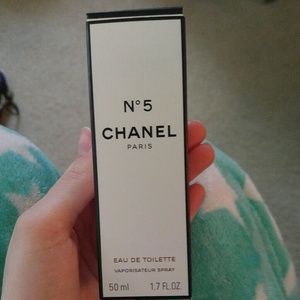 N°5
CHANEL
PARIS
EAU DE TOILETTE
VAPORISATEUR SPRAY
50 ml 1.7 FL.OZ.